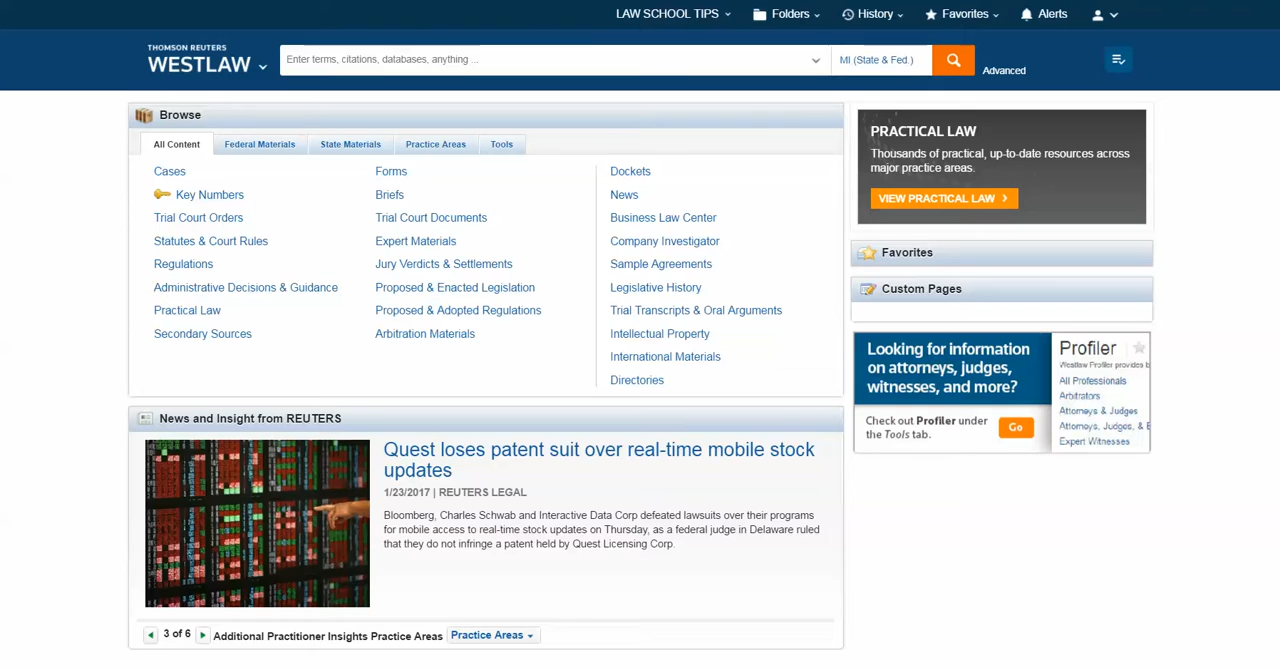 LAW SCHOOL TIPS Folders History Favorites Alerts
THOMSON REUTERS
WESTLAW
Enter terms, citations, databases, anything ...
MI (State & Fed.)
Advanced
Browse
All Content Federal Materials State Materials Practice Areas Tools
Cases
Key Numbers
Trial Court Orders
Statutes & Court Rules
Regulations
Administrative Decisions & Guidance
Practical Law
Secondary Sources
Forms
Briefs
Trial Court Documents
Expert Materials
Jury Verdicts & Settlements
Proposed & Enacted Legislation
Proposed & Adopted Regulations
Arbitration Materials
Dockets
News
Business Law Center
Company Investigator
Sample Agreements
Legislative History
Trial Transcripts & Oral Arguments
Intellectual Property
International Materials
Directories
PRACTICAL LAW
Thousands of practical, up-to-date resources across
major practice areas.
VIEW PRACTICAL LAW
Favorites
Custom Pages
Looking for information
on attorneys, judges,
witnesses, and more?
Check out Profiler under
the Tools tab.
Go
Profiler
Westlaw Profiler provides b
All Professionals
Arbitrators
Attorneys & Judges
Attorneys, Judges, & E
Expert Witnesses
News and Insight from REUTERS
Quest loses patent suit over real-time mobile stock
updates
1/23/2017 | REUTERS LEGAL
Bloomberg, Charles Schwab and Interactive Data Corp defeated lawsuits over their programs
for mobile access to real-time stock updates on Thursday, as a federal judge in Delaware ruled
that they do not infringe a patent held by Quest Licensing Corp.
3 of 6 Additional Practitioner Insights Practice Areas Practice Areas